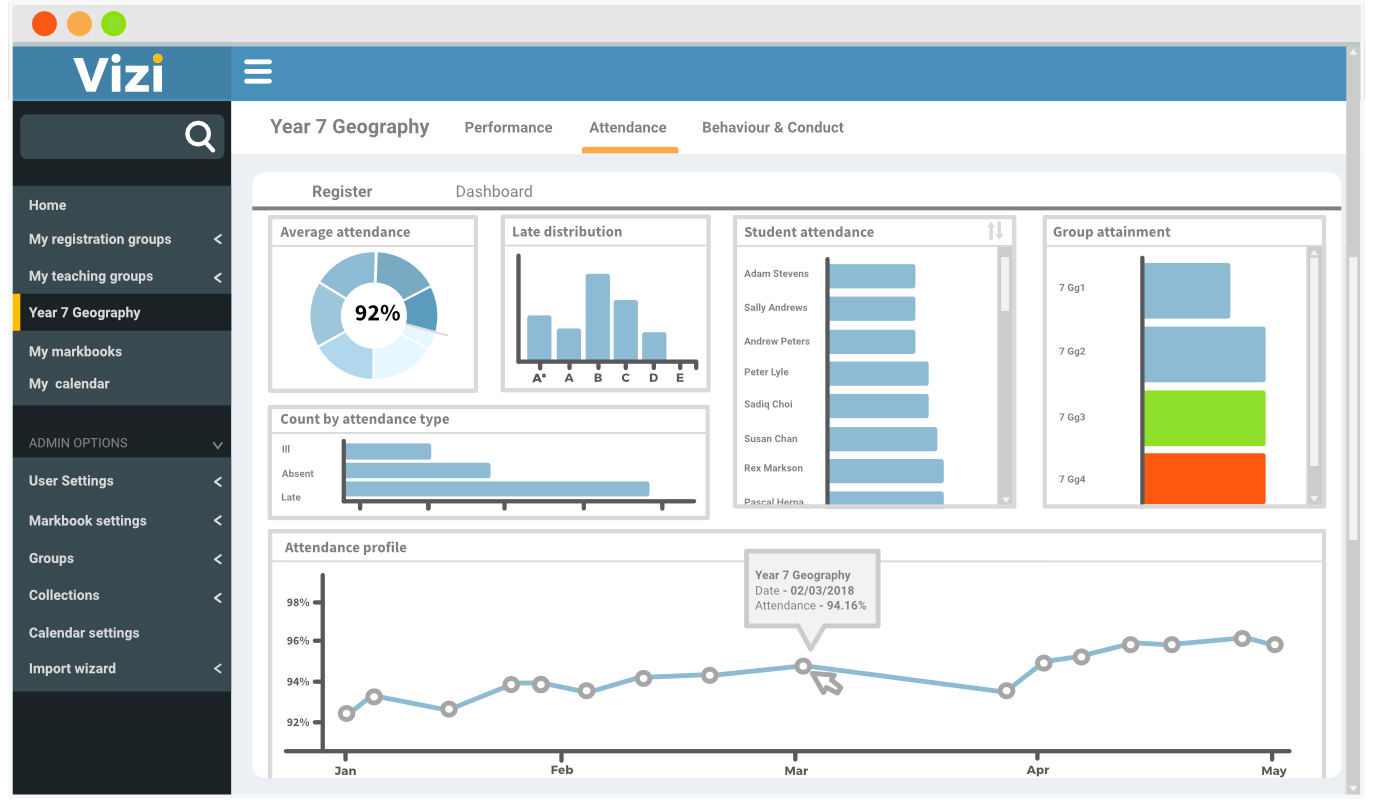 Vizi
Year 7 Geography
Performance
Attendance
Behaviour & Conduct
Home
My registration groups
My teaching groups
Year 7 Geography
My markbooks
My calendar
ADMIN OPTIONS
User Settings
Markbook settings
Groups
Collections
Calendar settings
Import wizard
Register
Dashboard
Average attendance
92%
Late distribution
A* A B C D E
Student attendance
Adam Stevens
Sally Andrews
Andrew Peters
Peter Lyle
Sadiq Choi
Susan Chan
Rex Markson
Pascal Herna
Group attainment
7 Gg1
7 Gg2
7 Gg3
7 Gg4
Count by attendance type
Ill
Absent
Late
Attendance profile
Year 7 Geography
Date - 02/03/2018
Attendance - 94.16%
98%
96%
94%
92%
Jan Feb Mar Apr May